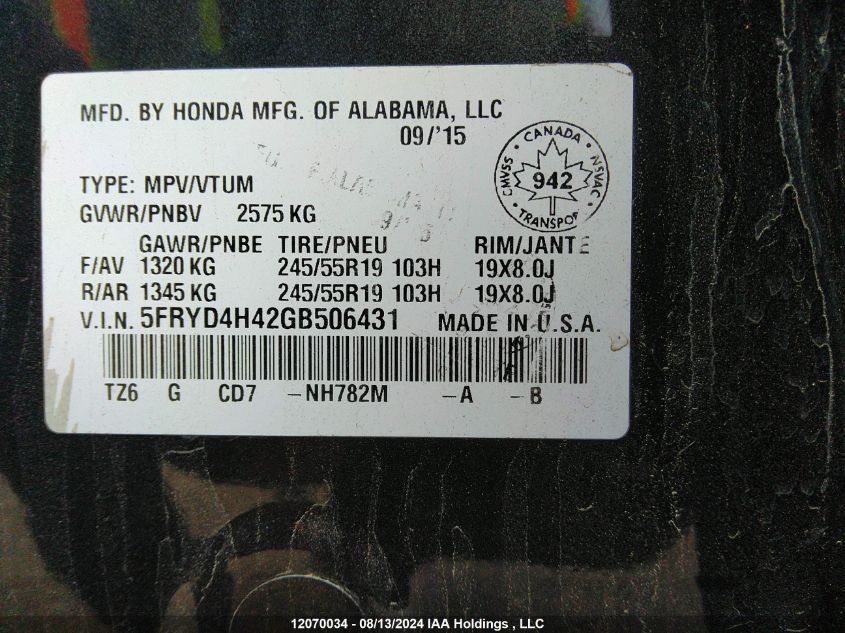 MFD. BY HONDA MFG. OF ALABAMA, LLC
09/'15
CANADA
CMVSS 942 NSVAC
TRANSPORT
TYPE: MPV/VTUM
GVWR/PNBV 2575 KG
GAWR/PNBE TIRE/PNEU RIM/JANTE
F/AV 1320 KG 245/55R19 103H 19X8.0J
R/AR 1345 KG 245/55R19 103H 19X8.0J
V.I.N. 5FRYD4H42GB506431 MADE IN U.S.A.
TZ6 G CD7 -NH782M -A -B
12070034 - 08/13/2024 IAA Holdings , LLC